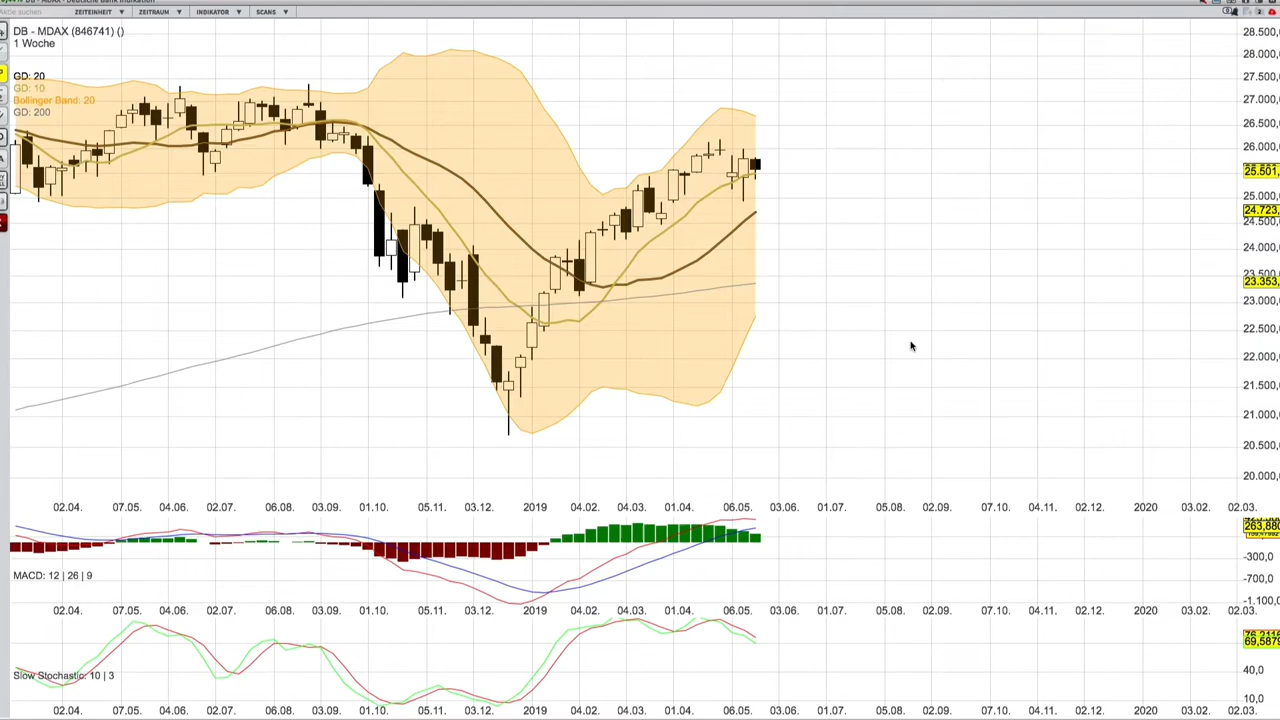 DB - MDAX - Deutsche Bank Indikation
Aktie suchen ZEITEINHEIT ▼ ZEITRAUM ▼ INDIKATOR ▼ SCANS ▼
DB - MDAX (846741) ()
1 Woche
GD: 20
GD: 10
Bollinger Band: 20
GD: 200
28.500,
28.000,
27.500,
27.000,
26.500,
26.000,
25.501,
25.000,
24.723,
24.500,
24.000,
23.500,
23.353,
23.000,
22.500,
22.000,
21.500,
21.000,
20.500,
20.000,
02.04. 07.05. 04.06. 02.07. 06.08. 03.09. 01.10. 05.11. 03.12. 2019 04.02. 04.03. 01.04. 06.05. 03.06. 01.07. 05.08. 02.09. 07.10. 04.11. 02.12. 2020 03.02. 02.03.
-300,0
MACD: 12 | 26 | 9
-700,0
-1.100,0
02.04. 07.05. 04.06. 02.07. 06.08. 03.09. 01.10. 05.11. 03.12. 2019 04.02. 04.03. 01.04. 06.05. 03.06. 01.07. 05.08. 02.09. 07.10. 04.11. 02.12. 2020 03.02. 02.03.
69,5879
Slow Stochastic: 10 | 3
40,0
10,0
02.04. 07.05. 04.06. 02.07. 06.08. 03.09. 01.10. 05.11. 03.12. 2019 04.02. 04.03. 01.04. 06.05. 03.06. 01.07. 05.08. 02.09. 07.10. 04.11. 02.12. 2020 03.02. 02.03.